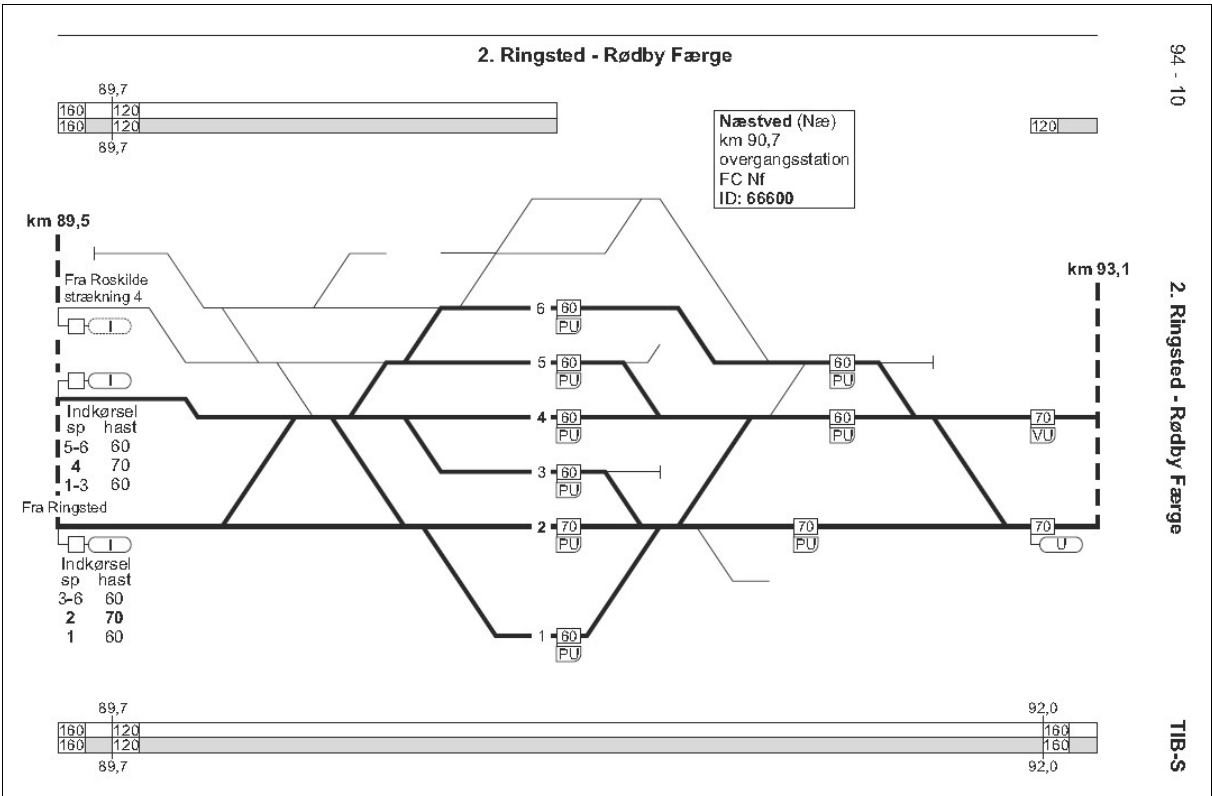 2. Ringsted - Rødby Færge
94 - 10
89,7
160 120
160 120
89,7
120
Næstved (Næ)
km 90,7
overgangsstation
FC Nf
ID: 66600
km 89,5
km 93,1
Fra Roskilde
strækning 4
I
6 60
PU
5 60
PU
60
PU
I
Indkørsel
sp hast
5-6 60
4 70
1-3 60
4 60
PU
60
PU
70
VU
3 60
PU
Fra Ringsted
2 70
PU
70
PU
70
U
I
Indkørsel
sp hast
3-6 60
2 70
1 60
1 60
PU
89,7
92,0
160 120 160
160 120 160
89,7
92,0
2. Ringsted - Rødby Færge
TIB-S